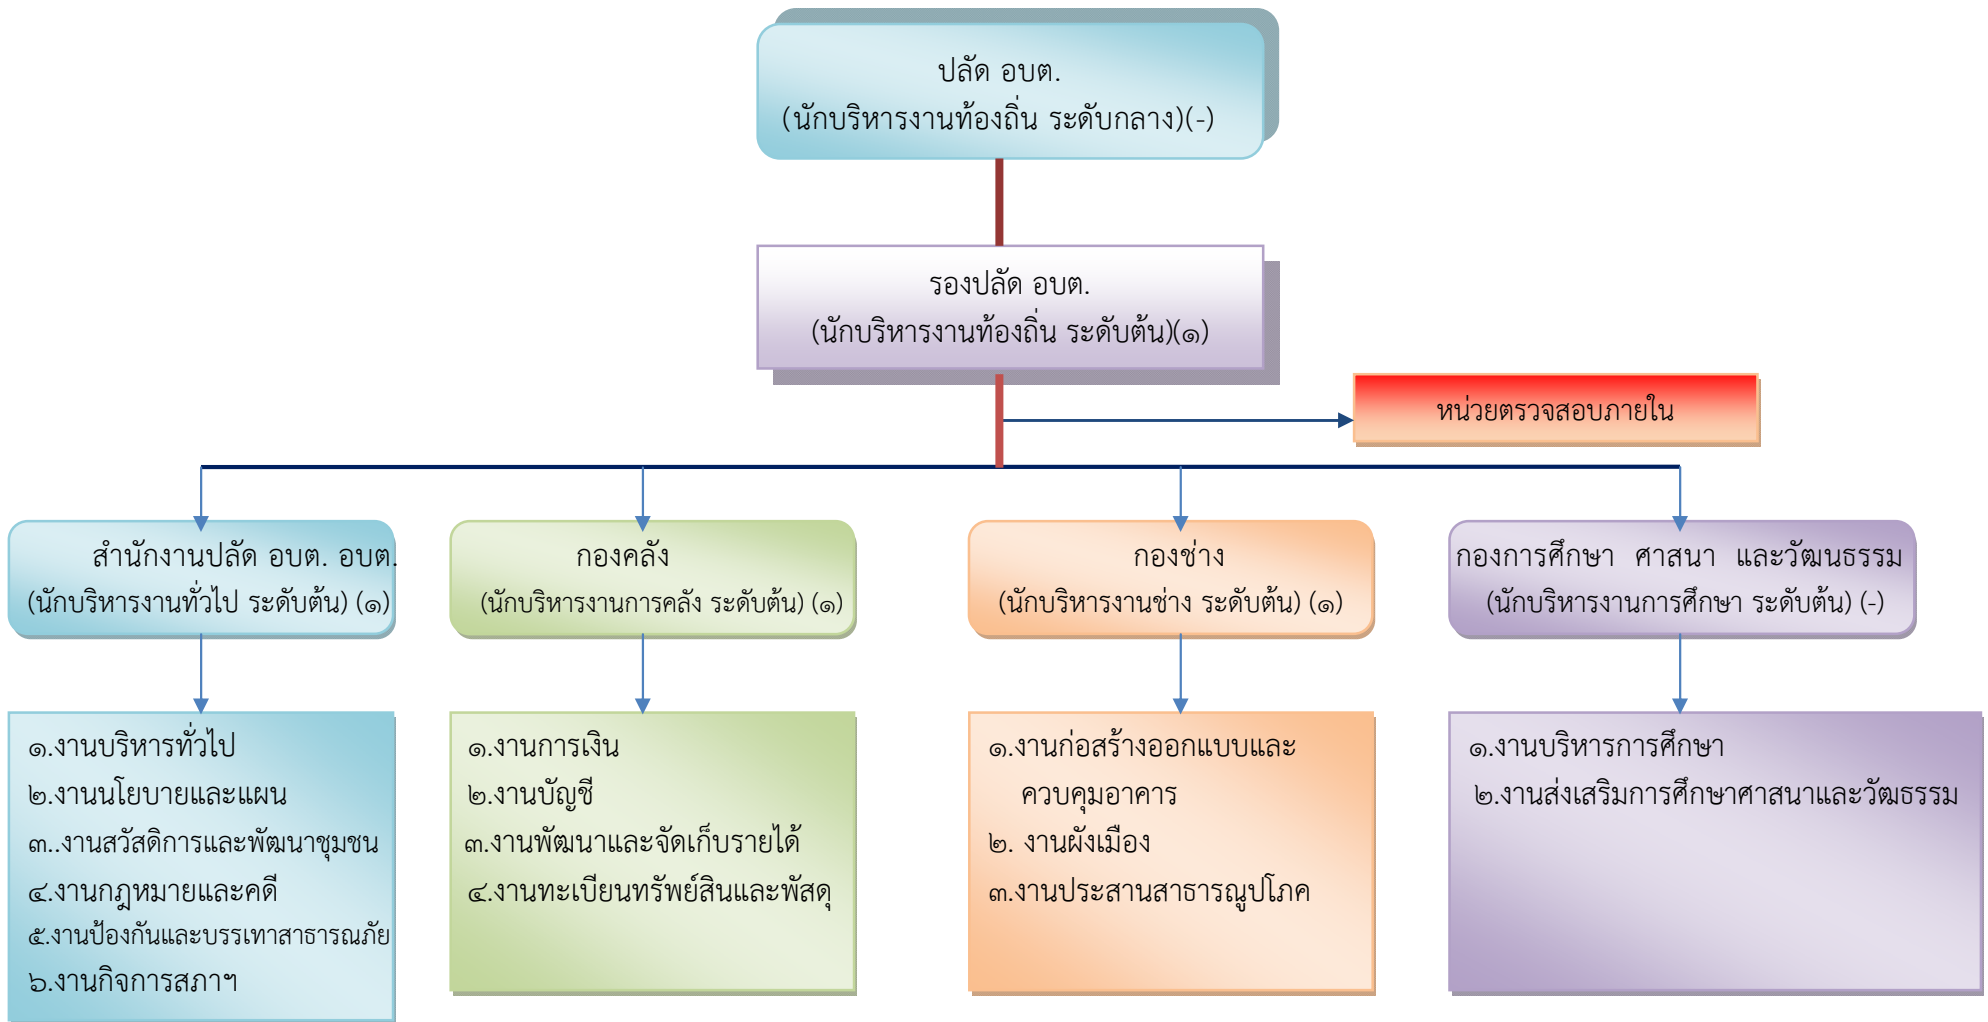 ปลัด อบต.
(นักบริหารงานท้องถิ่น ระดับกลาง)(-)
รองปลัด อบต.
(นักบริหารงานท้องถิ่น ระดับต้น)(๑)
หน่วยตรวจสอบภายใน
สำนักงานปลัด อบต. อบต.
(นักบริหารงานทั่วไป ระดับต้น) (๑)
กองคลัง
(นักบริหารงานการคลัง ระดับต้น) (๑)
กองช่าง
(นักบริหารงานช่าง ระดับต้น) (๑)
กองการศึกษา ศาสนา และวัฒนธรรม
(นักบริหารงานการศึกษา ระดับต้น) (-)
๑.งานบริหารทั่วไป
๒.งานนโยบายและแผน
๓..งานสวัสดิการและพัฒนาชุมชน
๔.งานกฎหมายและคดี
๕.งานป้องกันและบรรเทาสาธารณภัย
๖.งานกิจการสภาฯ
๑.งานการเงิน
๒.งานบัญชี
๓.งานพัฒนาและจัดเก็บรายได้
๔.งานทะเบียนทรัพย์สินและพัสดุ
๑.งานก่อสร้างออกแบบและ
ควบคุมอาคาร
๒. งานผังเมือง
๓.งานประสานสาธารณูปโภค
๑.งานบริหารการศึกษา
๒.งานส่งเสริมการศึกษาศาสนาและวัฒธรรม